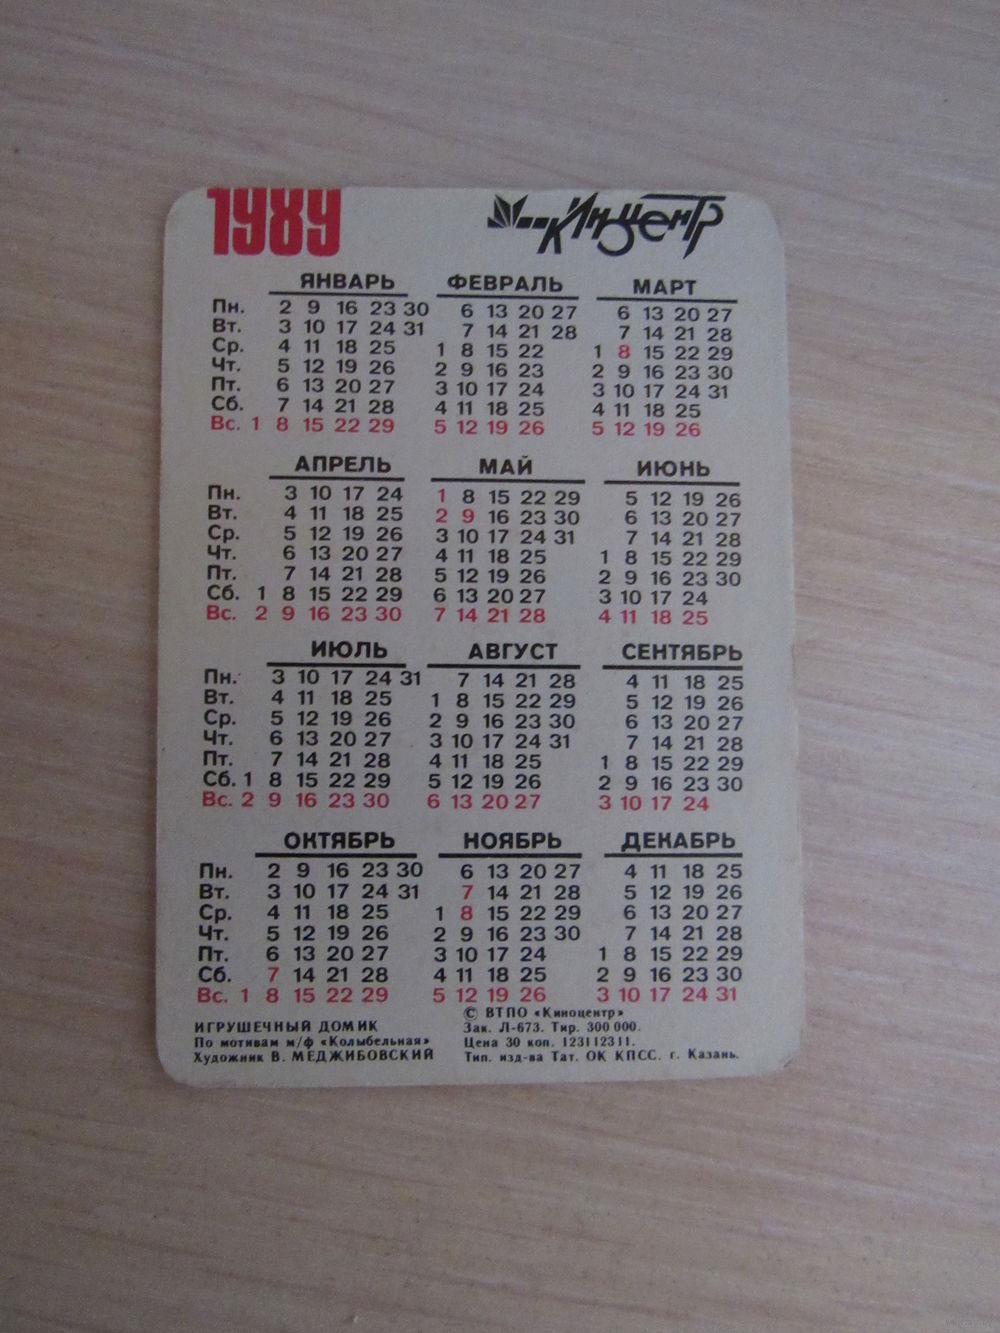 1989 Киноцентр
ЯНВАРЬ ФЕВРАЛЬ МАРТ
Пн. 2 9 16 23 30 6 13 20 27 6 13 20 27
Вт. 3 10 17 24 31 7 14 21 28 7 14 21 28
Ср. 4 11 18 25 1 8 15 22 1 8 15 22 29
Чт. 5 12 19 26 2 9 16 23 2 9 16 23 30
Пт. 6 13 20 27 3 10 17 24 3 10 17 24 31
Сб. 7 14 21 28 4 11 18 25 4 11 18 25
Вс. 1 8 15 22 29 5 12 19 26 5 12 19 26
АПРЕЛЬ МАЙ ИЮНЬ
Пн. 3 10 17 24 1 8 15 22 29 5 12 19 26
Вт. 4 11 18 25 2 9 16 23 30 6 13 20 27
Ср. 5 12 19 26 3 10 17 24 31 7 14 21 28
Чт. 6 13 20 27 4 11 18 25 1 8 15 22 29
Пт. 7 14 21 28 5 12 19 26 2 9 16 23 30
Сб. 1 8 15 22 29 6 13 20 27 3 10 17 24
Вс. 2 9 16 23 30 7 14 21 28 4 11 18 25
ИЮЛЬ АВГУСТ СЕНТЯБРЬ
Пн. 3 10 17 24 31 7 14 21 28 4 11 18 25
Вт. 4 11 18 25 1 8 15 22 29 5 12 19 26
Ср. 5 12 19 26 2 9 16 23 30 6 13 20 27
Чт. 6 13 20 27 3 10 17 24 31 7 14 21 28
Пт. 7 14 21 28 4 11 18 25 1 8 15 22 29
Сб. 1 8 15 22 29 5 12 19 26 2 9 16 23 30
Вс. 2 9 16 23 30 6 13 20 27 3 10 17 24
ОКТЯБРЬ НОЯБРЬ ДЕКАБРЬ
Пн. 2 9 16 23 30 6 13 20 27 4 11 18 25
Вт. 3 10 17 24 31 7 14 21 28 5 12 19 26
Ср. 4 11 18 25 1 8 15 22 29 6 13 20 27
Чт. 5 12 19 26 2 9 16 23 30 7 14 21 28
Пт. 6 13 20 27 3 10 17 24 1 8 15 22 29
Сб. 7 14 21 28 4 11 18 25 2 9 16 23 30
Вс. 1 8 15 22 29 5 12 19 26 3 10 17 24 31
ИГРУШЕЧНЫЙ ДОМИК
По мотивам м/ф «Колыбельная»
Художник В. МЕДЖИБОВСКИЙ
© ВТПО «Киноцентр»
Зак. Л-673. Тир. 300 000.
Цена 30 коп. 123112311.
Тип. изд-ва Тат. ОК КПСС. г. Казань.